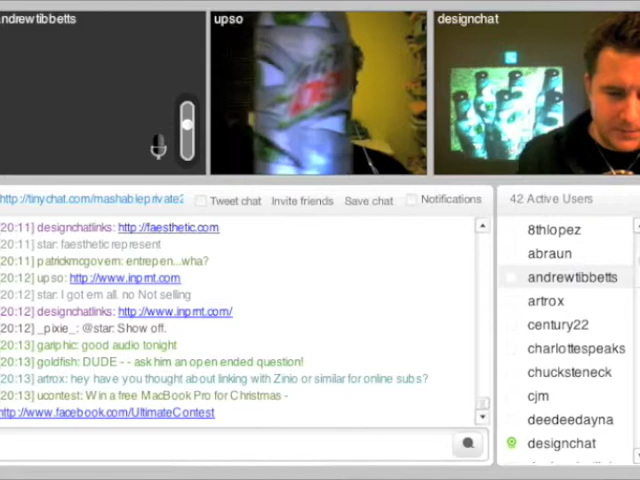 andrewtibbetts
upso
designchat
http://tinychat.com/mashableprivate2
Tweet chat
Invite friends
Save chat
Notifications
42 Active Users
[20:11] designchatlinks: http://faesthetic.com
[20:11] star: faesthetic represent
[20:11] patrickmcgovern: entrepen...wha?
[20:12] upso: http://www.inprnt.com
[20:12] star: I got em all. no Not selling
[20:12] designchatlinks: http://www.inprnt.com/
[20:12] _pixie_: @star: Show off.
[20:13] gariphic: good audio tonight
[20:13] goldfish: DUDE - - ask him an open ended question!
[20:13] artrox: hey have you thought about linking with Zinio or similar for online subs?
[20:13] ucontest: Win a free MacBook Pro for Christmas -
http://www.facebook.com/UltimateContest
8thlopez
abraun
andrewtibbetts
artrox
century22
charlottespeaks
chucksteneck
cjm
deedeedayna
designchat